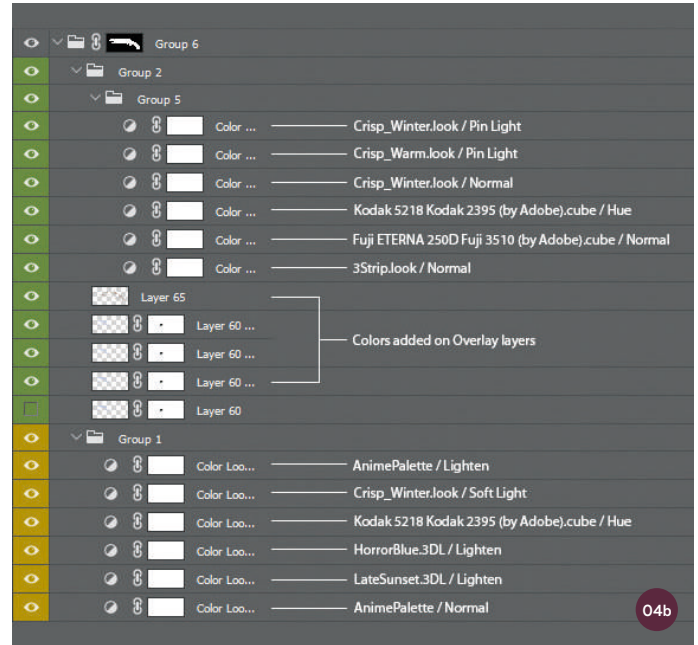 Group 6
Group 2
Group 5
Color ... Crisp_Winter.look / Pin Light
Color ... Crisp_Warm.look / Pin Light
Color ... Crisp_Winter.look / Normal
Color ... Kodak 5218 Kodak 2395 (by Adobe).cube / Hue
Color ... Fuji ETERNA 250D Fuji 3510 (by Adobe).cube / Normal
Color ... 3Strip.look / Normal
Layer 65
Layer 60 ...
Layer 60 ...
Colors added on Overlay layers
Layer 60 ...
Layer 60
Group 1
Color Loo... AnimePalette / Lighten
Color Loo... Crisp_Winter.look / Soft Light
Color Loo... Kodak 5218 Kodak 2395 (by Adobe).cube / Hue
Color Loo... HorrorBlue.3DL / Lighten
Color Loo... LateSunset.3DL / Lighten
Color Loo... AnimePalette / Normal
04b